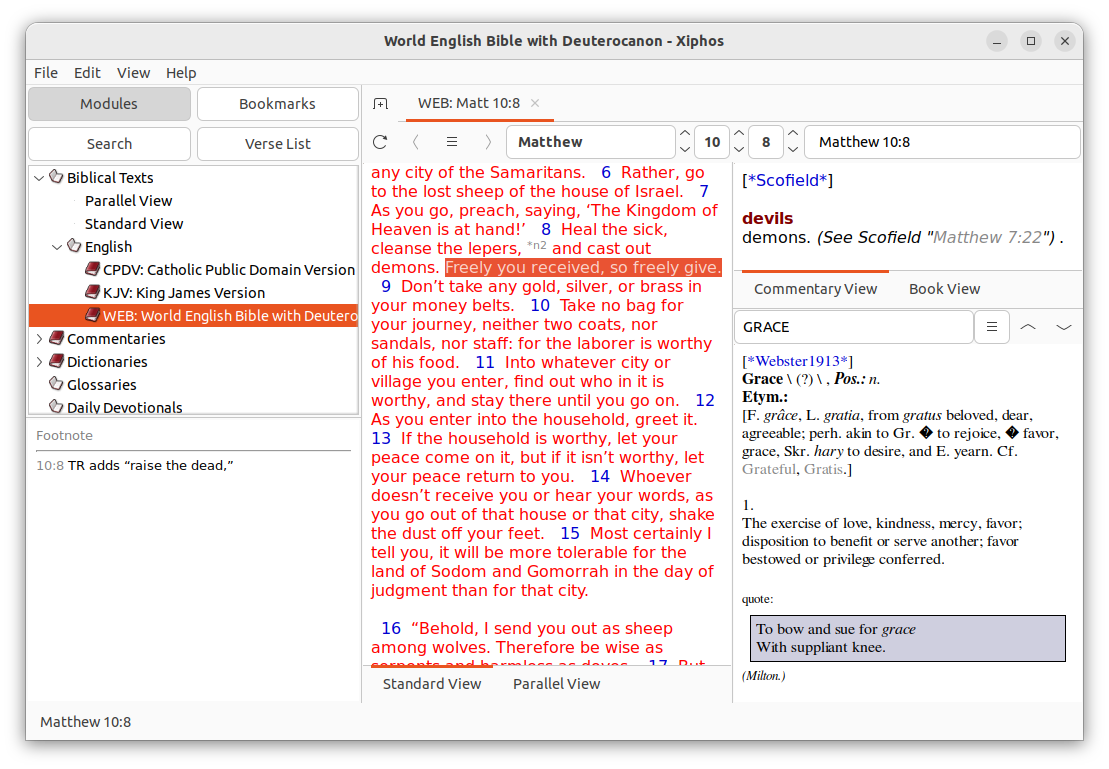 World English Bible with Deuterocanon - Xiphos
File Edit View Help
Modules Bookmarks
Search Verse List
Biblical Texts
Parallel View
Standard View
English
CPDV: Catholic Public Domain Version
KJV: King James Version
WEB: World English Bible with Deutero
Commentaries
Dictionaries
Glossaries
Daily Devotionals
Footnote
10:8 TR adds “raise the dead,”
WEB: Matt 10:8
Matthew 10 8 Matthew 10:8
any city of the Samaritans. 6 Rather, go
to the lost sheep of the house of Israel. 7
As you go, preach, saying, ‘The Kingdom of
Heaven is at hand!’ 8 Heal the sick,
cleanse the lepers, *n2 and cast out
demons. Freely you received, so freely give.
9 Don’t take any gold, silver, or brass in
your money belts. 10 Take no bag for
your journey, neither two coats, nor
sandals, nor staff: for the laborer is worthy
of his food. 11 Into whatever city or
village you enter, find out who in it is
worthy, and stay there until you go on. 12
As you enter into the household, greet it.
13 If the household is worthy, let your
peace come on it, but if it isn’t worthy, let
your peace return to you. 14 Whoever
doesn’t receive you or hear your words, as
you go out of that house or that city, shake
the dust off your feet. 15 Most certainly I
tell you, it will be more tolerable for the
land of Sodom and Gomorrah in the day of
judgment than for that city.
16 “Behold, I send you out as sheep
among wolves. Therefore be wise as
serpents and harmless as doves. 17 But
Standard View Parallel View
[*Scofield*]
devils
demons. (See Scofield "Matthew 7:22") .
Commentary View Book View
GRACE
[*Webster1913*]
Grace \ (?) \ , Pos.: n.
Etym.:
[F. grâce, L. gratia, from gratus beloved, dear,
agreeable; perh. akin to Gr. � to rejoice, � favor,
grace, Skr. hary to desire, and E. yearn. Cf.
Grateful, Gratis.]
1.
The exercise of love, kindness, mercy, favor;
disposition to benefit or serve another; favor
bestowed or privilege conferred.
quote:
To bow and sue for grace
With suppliant knee.
(Milton.)
Matthew 10:8